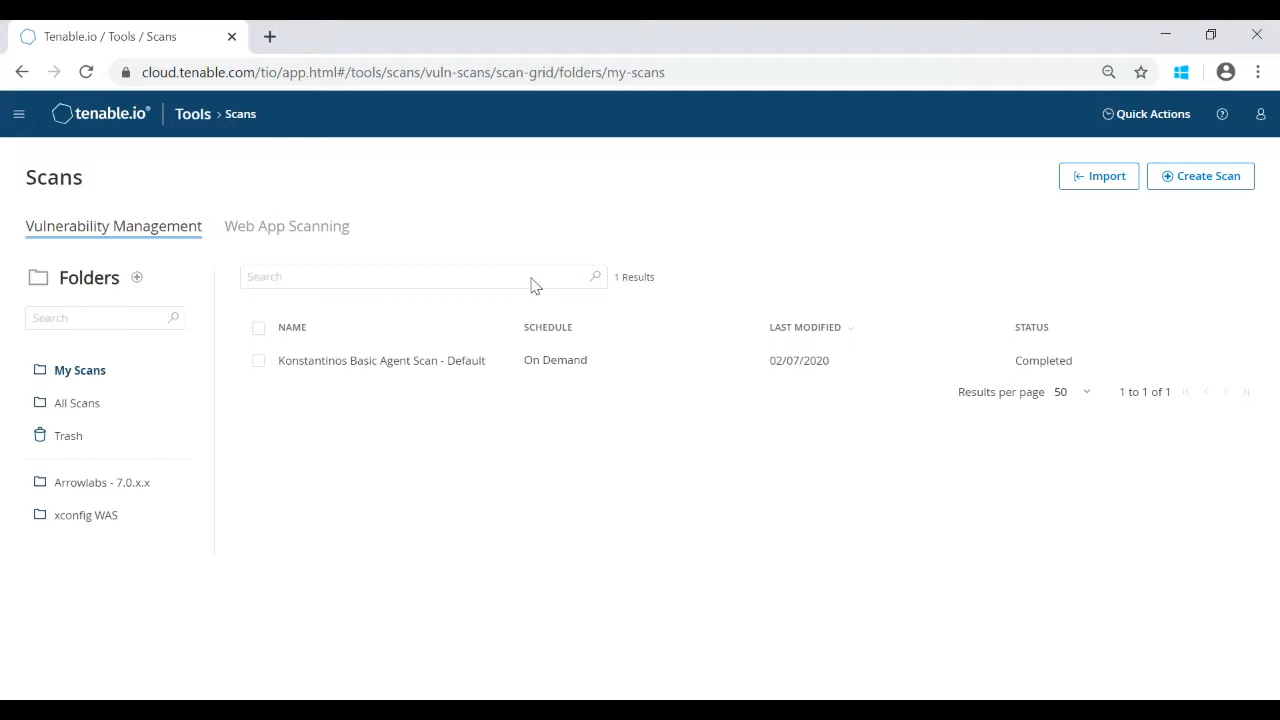 Tenable.io / Tools / Scans
cloud.tenable.com/tio/app.html#/tools/scans/vuln-scans/scan-grid/folders/my-scans
tenable.io® Tools › Scans Quick Actions
Scans
Import Create Scan
Vulnerability Management Web App Scanning
Folders
Search 1 Results
Search
NAME SCHEDULE LAST MODIFIED STATUS
Konstantinos Basic Agent Scan - Default On Demand 02/07/2020 Completed
Results per page 50 1 to 1 of 1
My Scans
All Scans
Trash
Arrowlabs - 7.0.x.x
xconfig WAS